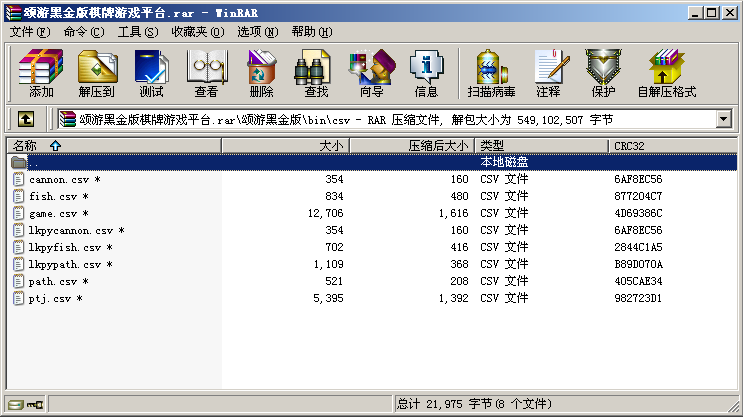 颂游黑金版棋牌游戏平台.rar - WinRAR
文件(F) 命令(C) 工具(S) 收藏夹(O) 选项(N) 帮助(H)
添加 解压到 测试 查看 删除 查找 向导 信息 扫描病毒 注释 保护 自解压格式
颂游黑金版棋牌游戏平台.rar\颂游黑金版\bin\csv - RAR 压缩文件, 解包大小为 549,102,507 字节
名称 大小 压缩后大小 类型 CRC32
.. 本地磁盘
cannon.csv * 354 160 CSV 文件 6AF8EC56
fish.csv * 834 480 CSV 文件 877204C7
game.csv * 12,706 1,616 CSV 文件 4D69386C
lkpycannon.csv * 354 160 CSV 文件 6AF8EC56
lkpyfish.csv * 702 416 CSV 文件 2844C1A5
lkpypath.csv * 1,109 368 CSV 文件 B89D070A
path.csv * 521 208 CSV 文件 405CAE34
ptj.csv * 5,395 1,392 CSV 文件 982723D1
总计 21,975 字节(8 个文件)